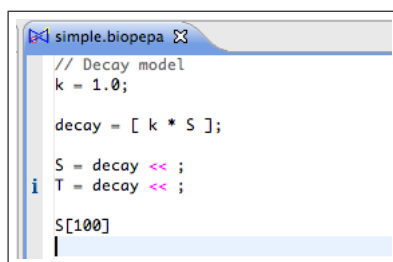 simple.biopepa
// Decay model
k = 1.0;
decay = [ k * S ];
S = decay << ;
i T = decay << ;
S[100]